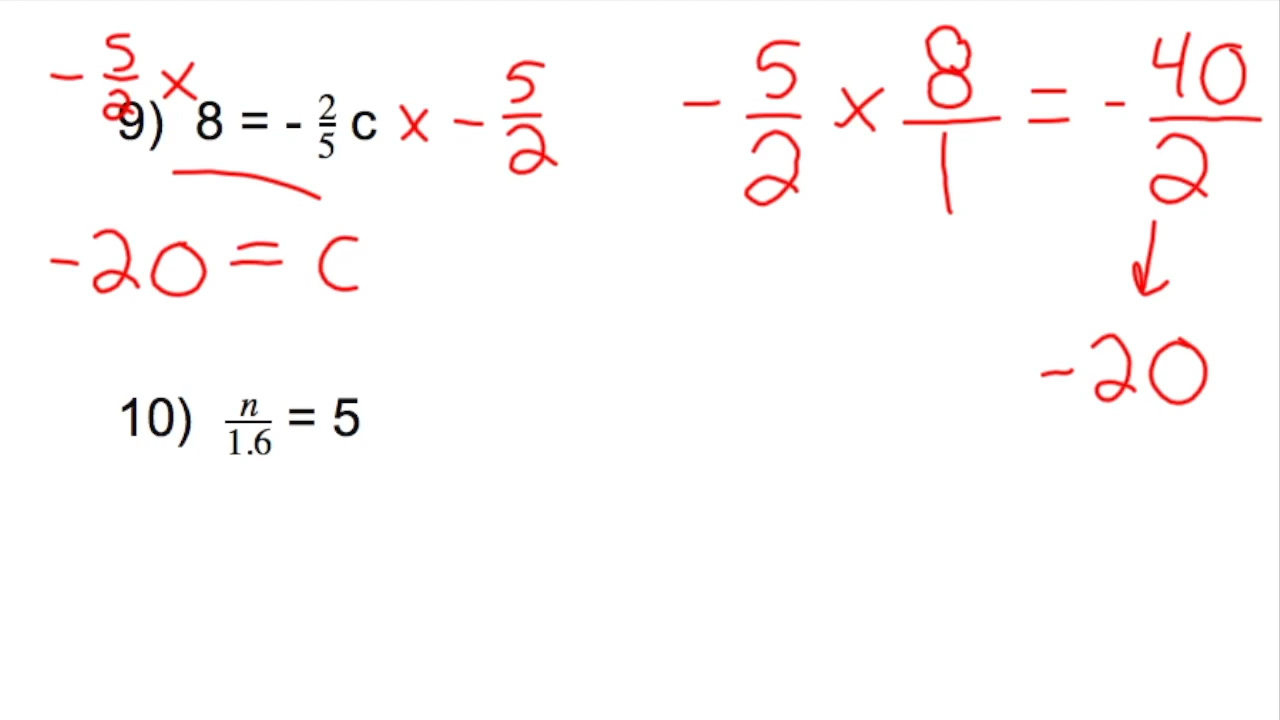 -5/2 x
9) 8 = - 2/5 c x - 5/2
-20 = C
10) n/1.6 = 5
- 5/2 x 8/1 = - 40/2
-20